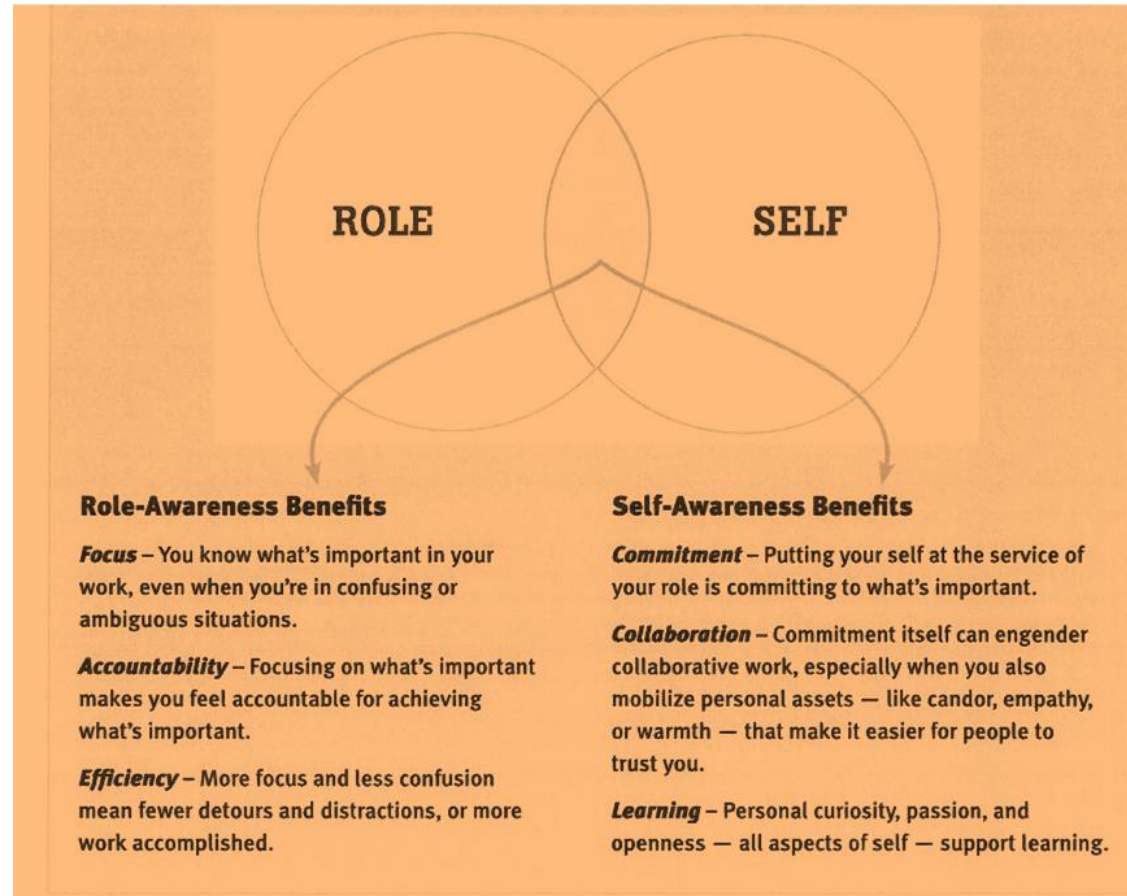 ROLE
SELF
Role-Awareness Benefits
Focus – You know what's important in your
work, even when you're in confusing or
ambiguous situations.
Accountability – Focusing on what's important
makes you feel accountable for achieving
what's important.
Efficiency – More focus and less confusion
mean fewer detours and distractions, or more
work accomplished.
Self-Awareness Benefits
Commitment – Putting your self at the service of
your role is committing to what's important.
Collaboration – Commitment itself can engender
collaborative work, especially when you also
mobilize personal assets — like candor, empathy,
or warmth — that make it easier for people to
trust you.
Learning – Personal curiosity, passion, and
openness — all aspects of self — support learning.